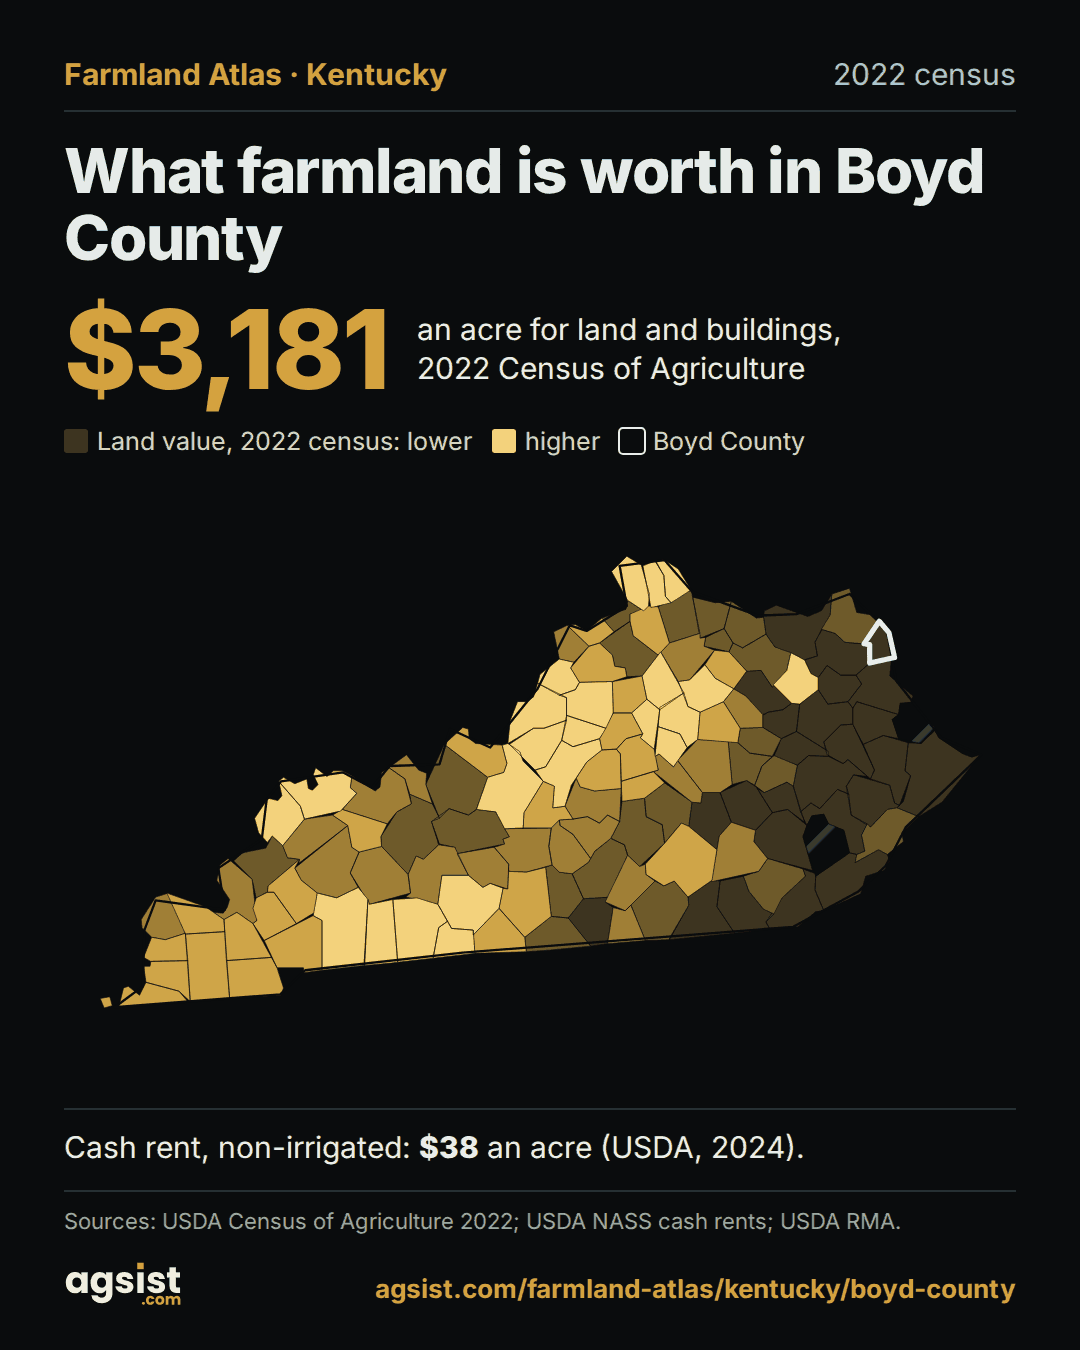 Farmland Atlas · Kentucky
2022 census
What farmland is worth in Boyd
County
$3,181
an acre for land and buildings,
2022 Census of Agriculture
Land value, 2022 census: lower
higher
Boyd County
Cash rent, non-irrigated: $38 an acre (USDA, 2024).
Sources: USDA Census of Agriculture 2022; USDA NASS cash rents; USDA RMA.
agsist
.com
agsist.com/farmland-atlas/kentucky/boyd-county